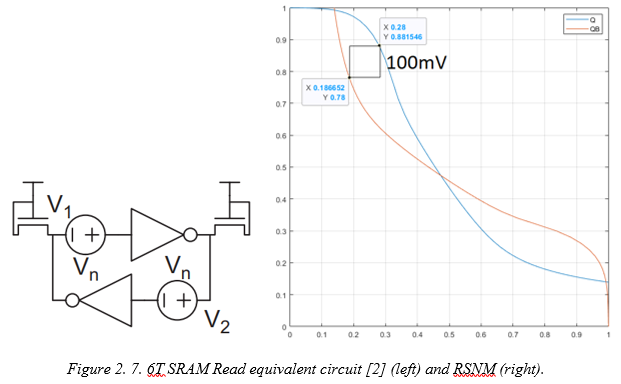 V1
Vn
Vn
V2
1
0.9
0.8
0.7
0.6
0.5
0.4
0.3
0.2
0.1
0
0 0.1 0.2 0.3 0.4 0.5 0.6 0.7 0.8 0.9 1
X 0.28
Y 0.881546
100mV
X 0.186652
Y 0.78
Q
QB
Figure 2. 7. 6T SRAM Read equivalent circuit [2] (left) and RSNM (right).